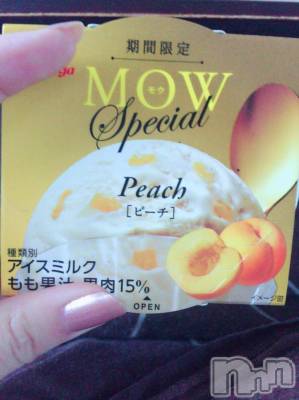 期間限定
MOW
モウ
Special
Peach
[ピーチ]
種類別
アイスミルク
もも果汁・果肉15%
OPEN
イメージ図